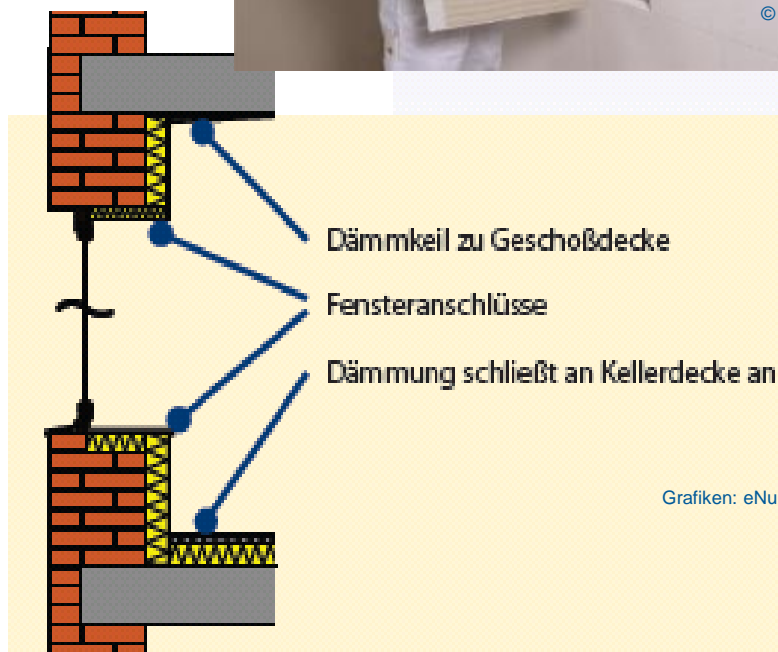 ©
Dämmkeil zu Geschoßdecke
Fensteranschlüsse
Dämmung schließt an Kellerdecke an
Grafiken: eNu